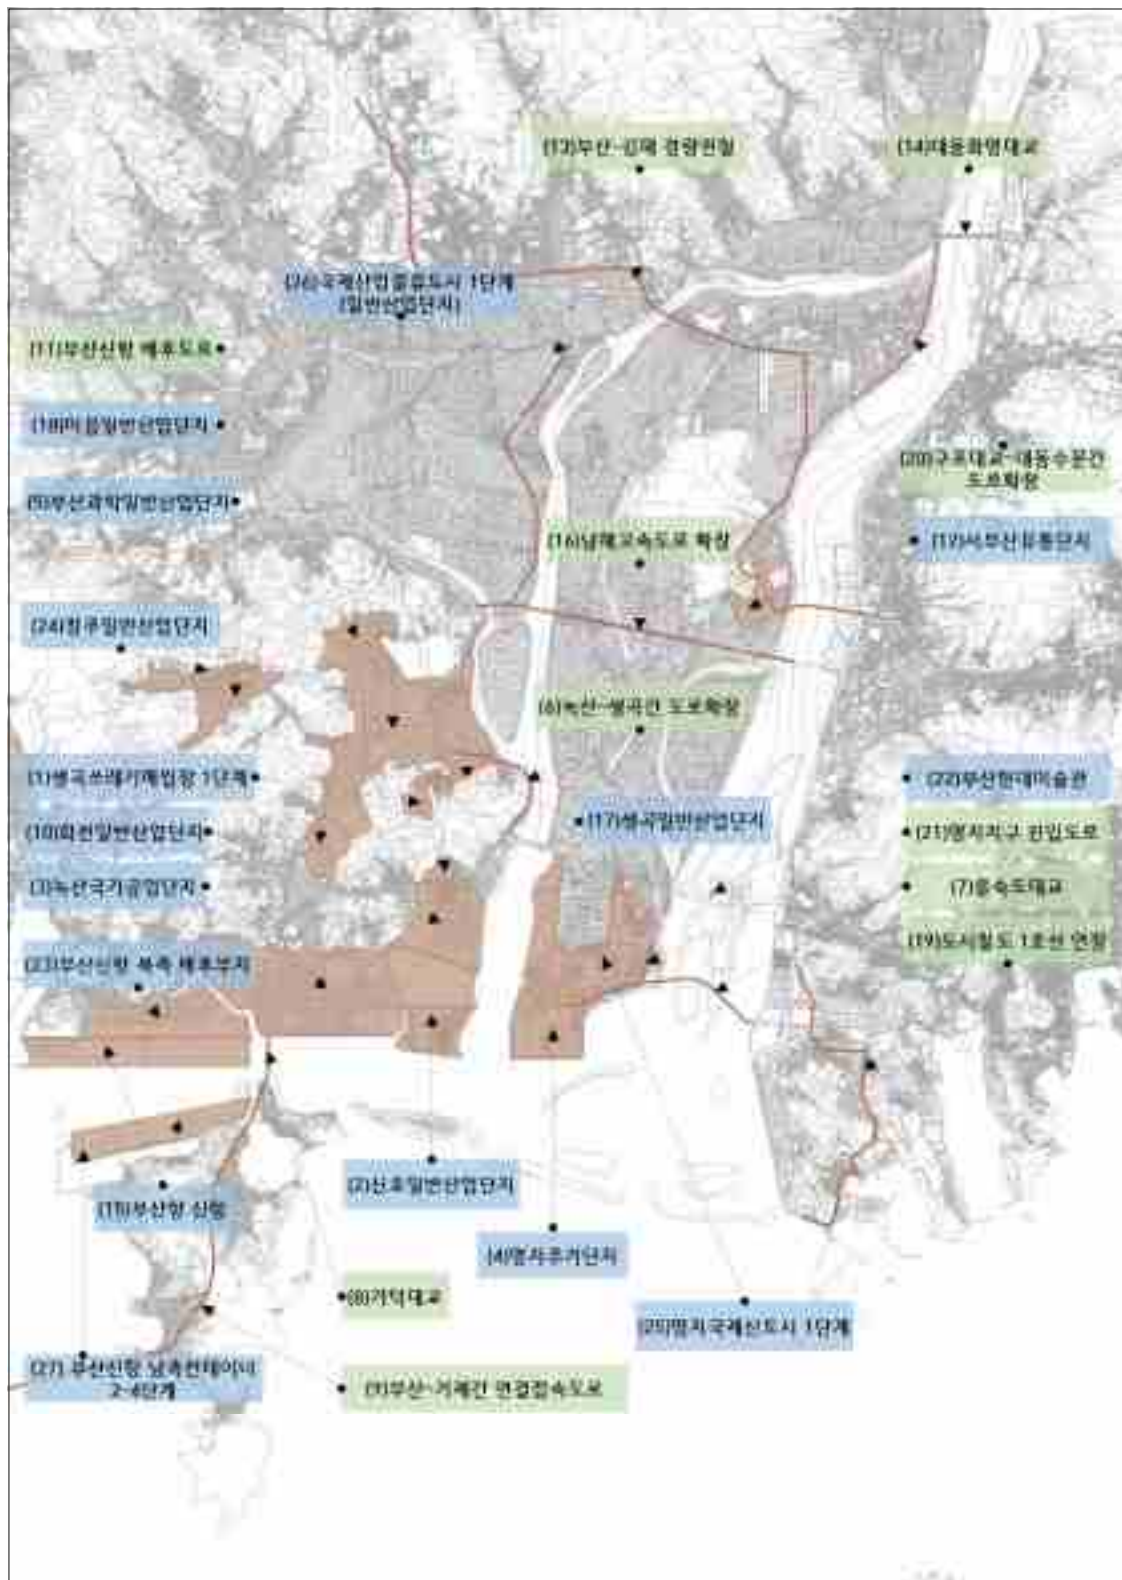 (13)부산-김해 경량전철
(14)대동화명대교
(26)국제산업물류도시 1단계
(일반산업단지)
(11)부산신항 배후도로
(18)미음일반산업단지
(20)구포대교-대동수문간
도로확장
(5)부산과학일반산업단지
(16)남해고속도로 확장
(12)서부산유통단지
(24)일반산업단지
(6)녹산-생곡간 도로확장
(1)생곡쓰레기매립장 1단계
(22)부산현대미술관
(10)화전일반산업단지
(17)생곡일반산업단지
(21)명지지구 진입도로
(3)녹산국가공업단지
(7)을숙도대교
(23)부산신항 북측 배후부지
(19)도시철도 1호선 연장
(2)신호일반산업단지
(15)부산항 신항
(4)명지주거단지
(8)가덕대교
(25)명지국제신도시 1단계
(27) 부산신항 남측컨테이너
2-4단계
(9)부산-거제간 연결접속도로